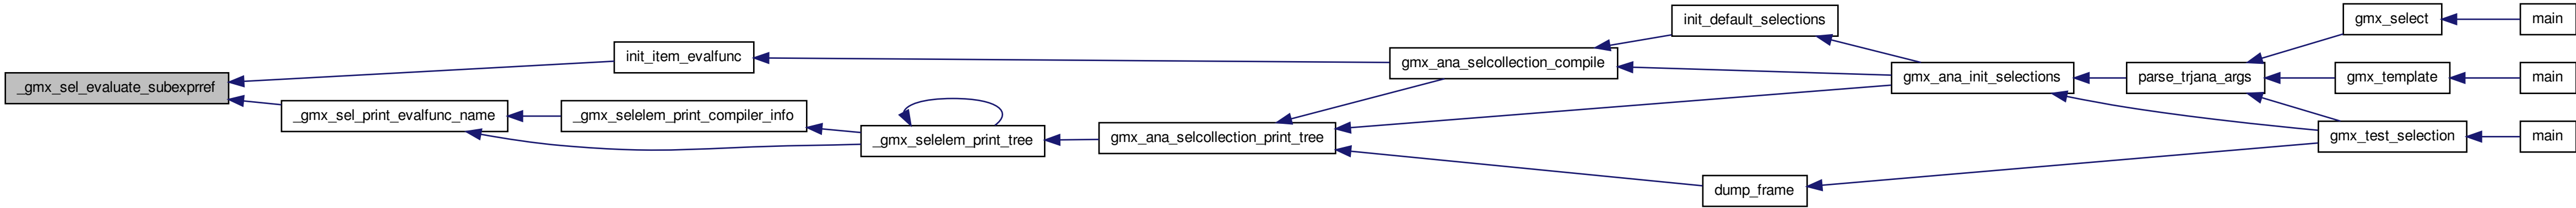 _gmx_sel_evaluate_subexprref
init_item_evalfunc
_gmx_sel_print_evalfunc_name
_gmx_selelem_print_compiler_info
_gmx_selelem_print_tree
gmx_ana_selcollection_compile
gmx_ana_selcollection_print_tree
init_default_selections
dump_frame
gmx_ana_init_selections
parse_trjana_args
gmx_select
gmx_template
gmx_test_selection
main
main
main